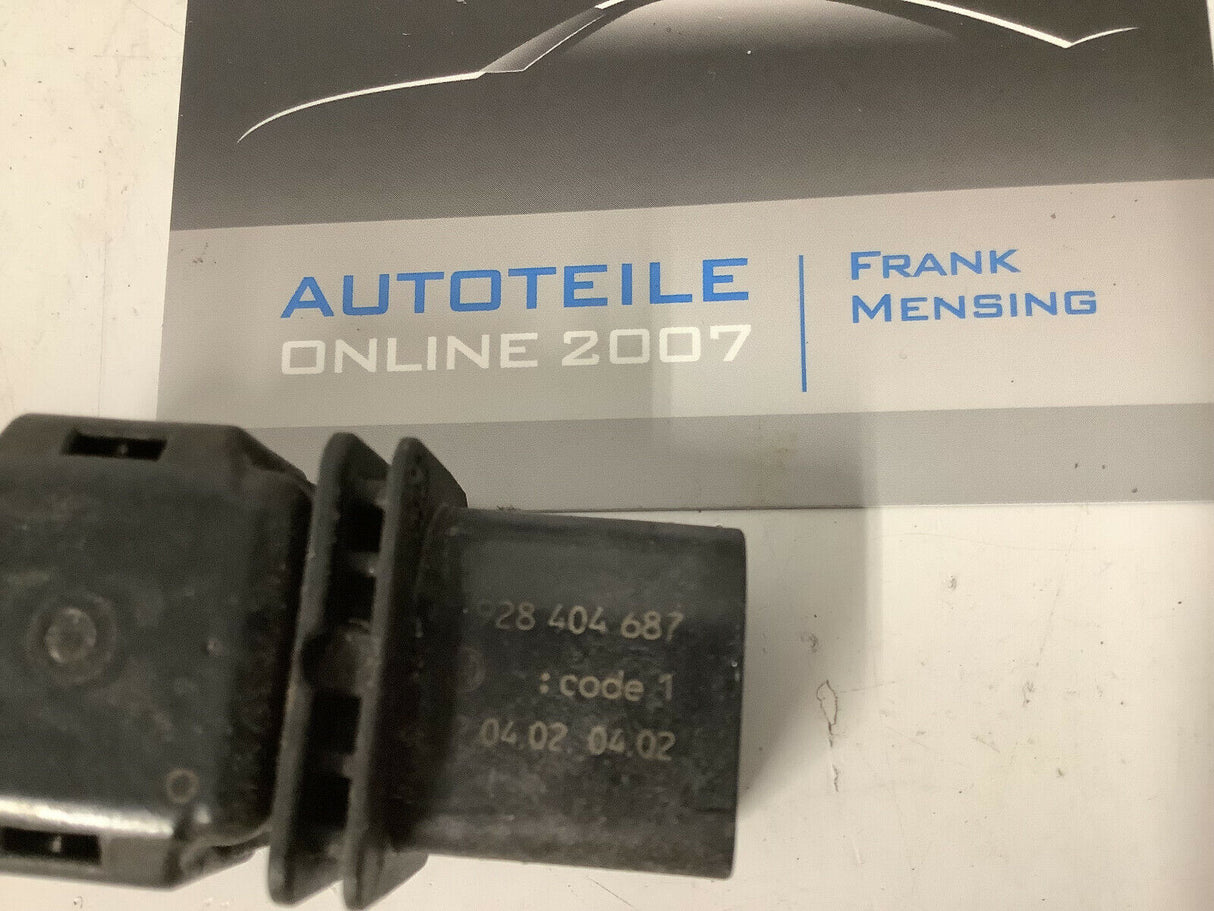 AUTOTEILE
ONLINE 2007
FRANK
MENSING
928 404 687
: code 1
04.02. 04.02